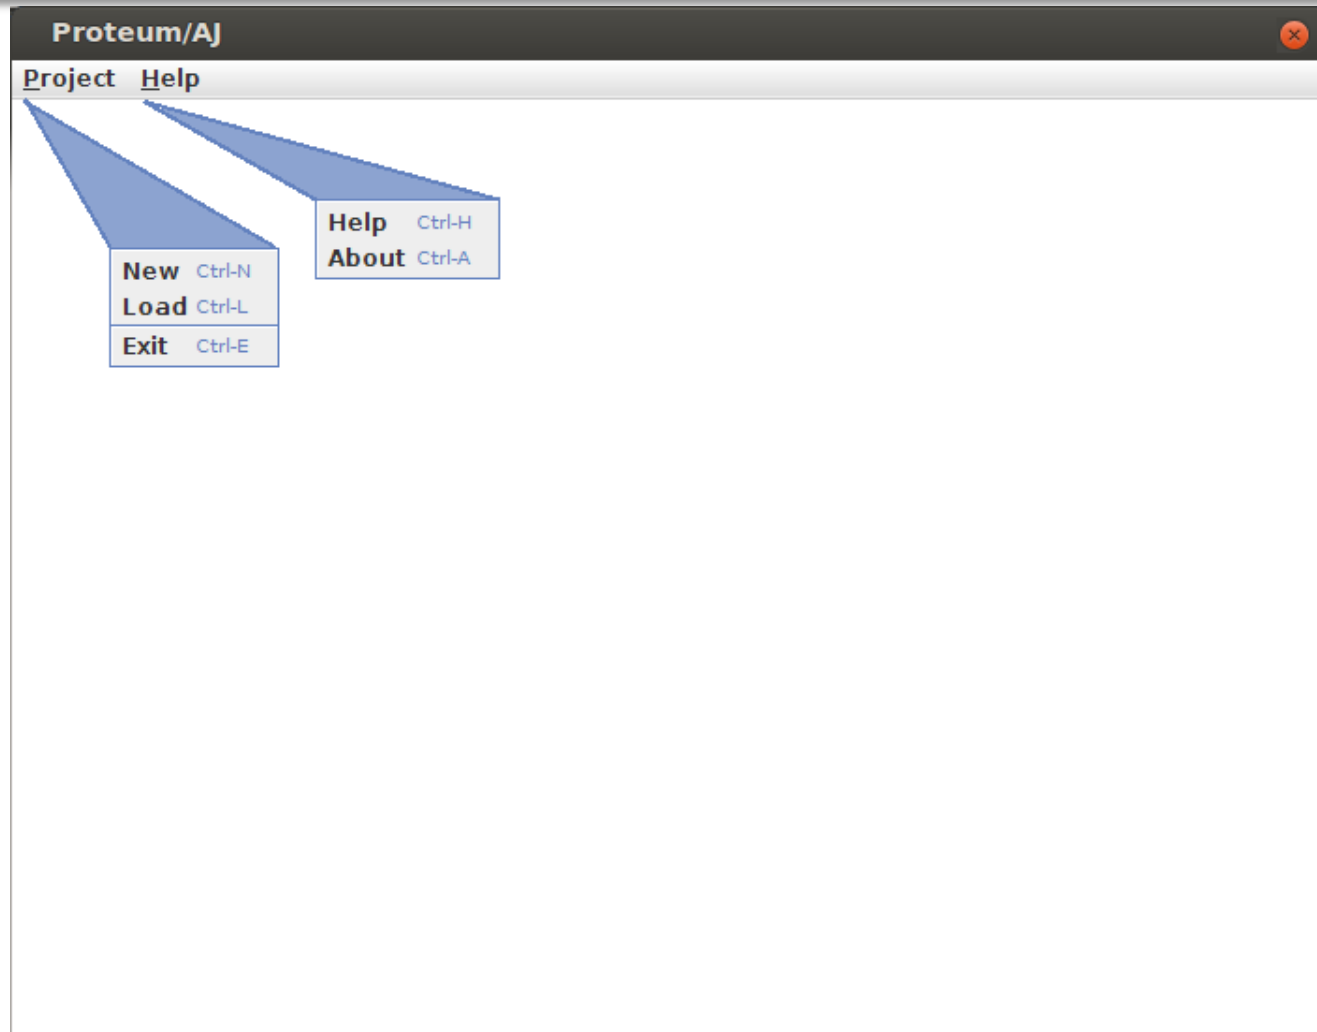 Proteum/AJ
Project Help
Help Ctrl-H
About Ctrl-A
New Ctrl-N
Load Ctrl-L
Exit Ctrl-E